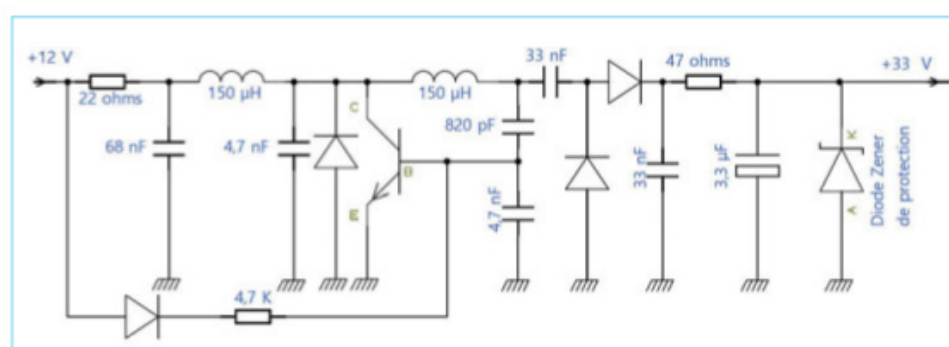 +12 V
22 ohms
150 µH
150 µH
33 nF
47 ohms
+33 V
68 nF
4,7 nF
C
B
E
820 pF
4,7 nF
33 nF
3,3 µF
K
A
Diode Zener
de protection
4,7 K